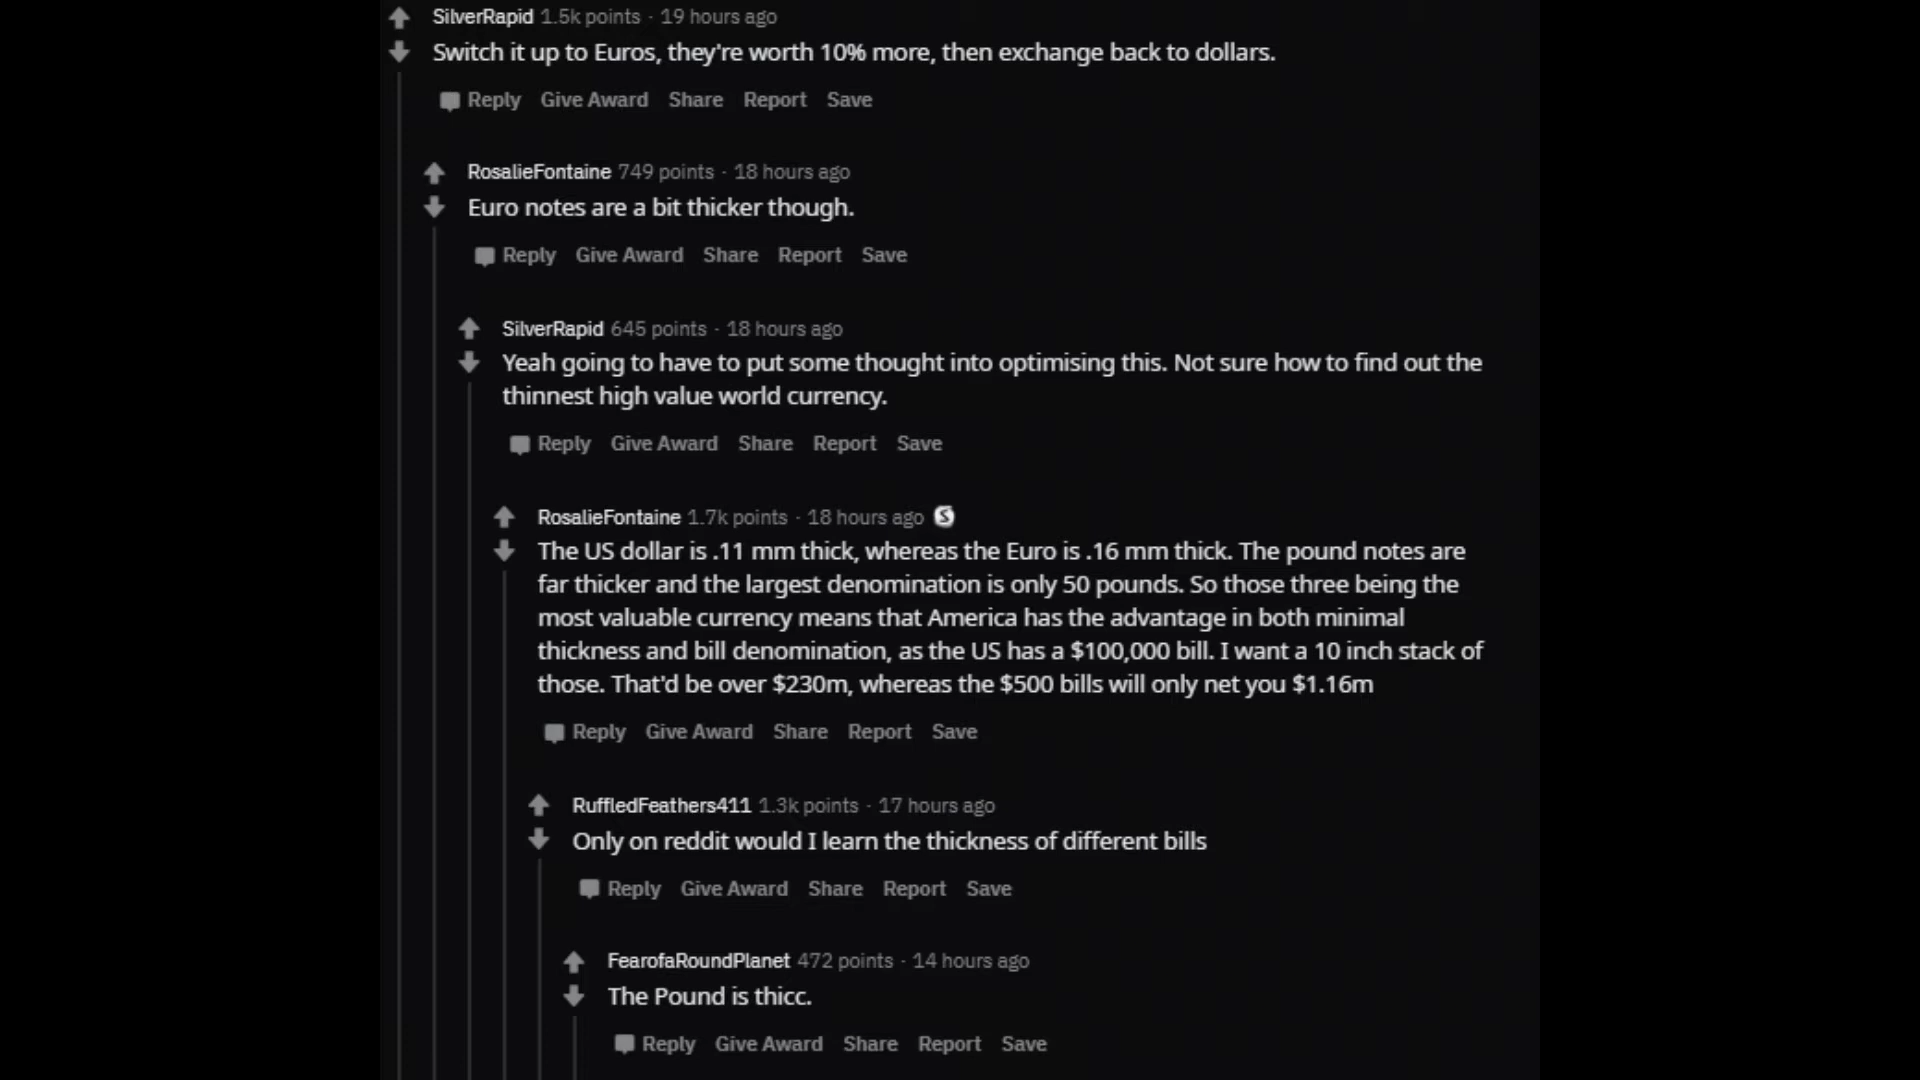 SilverRapid 1.5k points · 19 hours ago
Switch it up to Euros, they're worth 10% more, then exchange back to dollars.
Reply Give Award Share Report Save
RosalieFontaine 749 points · 18 hours ago
Euro notes are a bit thicker though.
Reply Give Award Share Report Save
SilverRapid 645 points · 18 hours ago
Yeah going to have to put some thought into optimising this. Not sure how to find out the
thinnest high value world currency.
Reply Give Award Share Report Save
RosalieFontaine 1.7k points · 18 hours ago S
The US dollar is .11 mm thick, whereas the Euro is .16 mm thick. The pound notes are
far thicker and the largest denomination is only 50 pounds. So those three being the
most valuable currency means that America has the advantage in both minimal
thickness and bill denomination, as the US has a $100,000 bill. I want a 10 inch stack of
those. That'd be over $230m, whereas the $500 bills will only net you $1.16m
Reply Give Award Share Report Save
RuffledFeathers411 1.3k points · 17 hours ago
Only on reddit would I learn the thickness of different bills
Reply Give Award Share Report Save
FearofaRoundPlanet 472 points · 14 hours ago
The Pound is thicc.
Reply Give Award Share Report Save